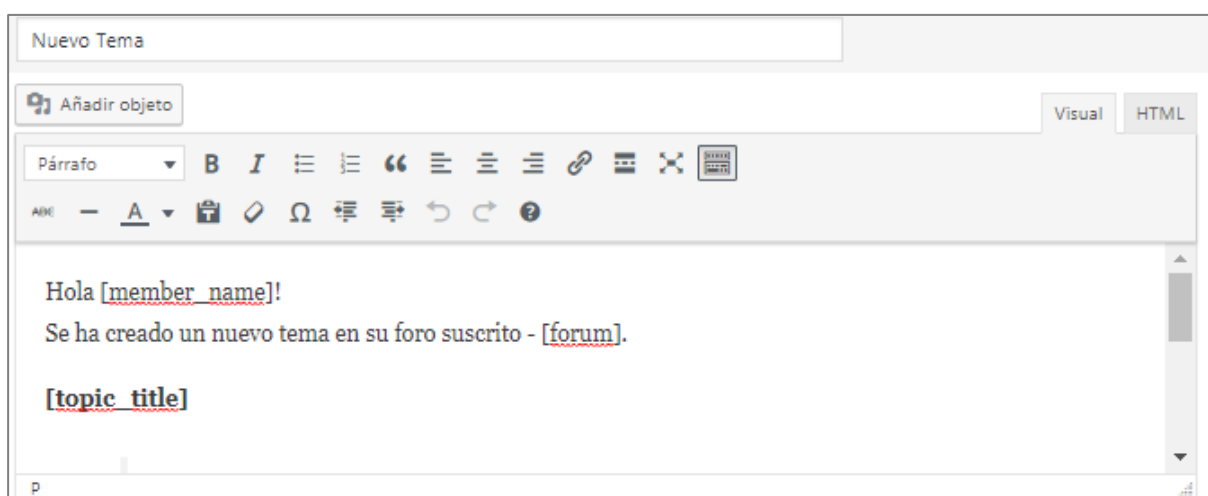 Nuevo Tema
Añadir objeto
Visual HTML
Párrafo B I
ABC A T Ω ?
Hola [member_name]!
Se ha creado un nuevo tema en su foro suscrito - [forum].
[topic_title]
P